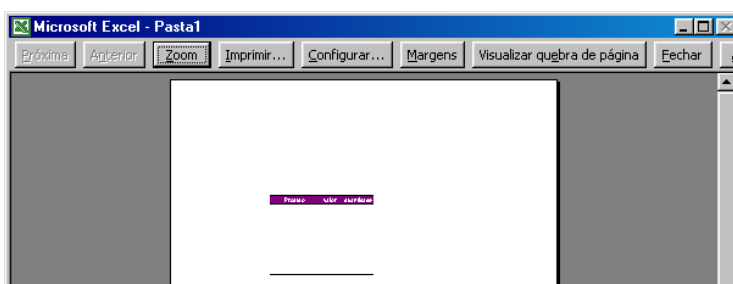 Microsoft Excel - Pasta1
Próxima Anterior Zoom Imprimir... Configurar... Margens Visualizar quebra de página Fechar